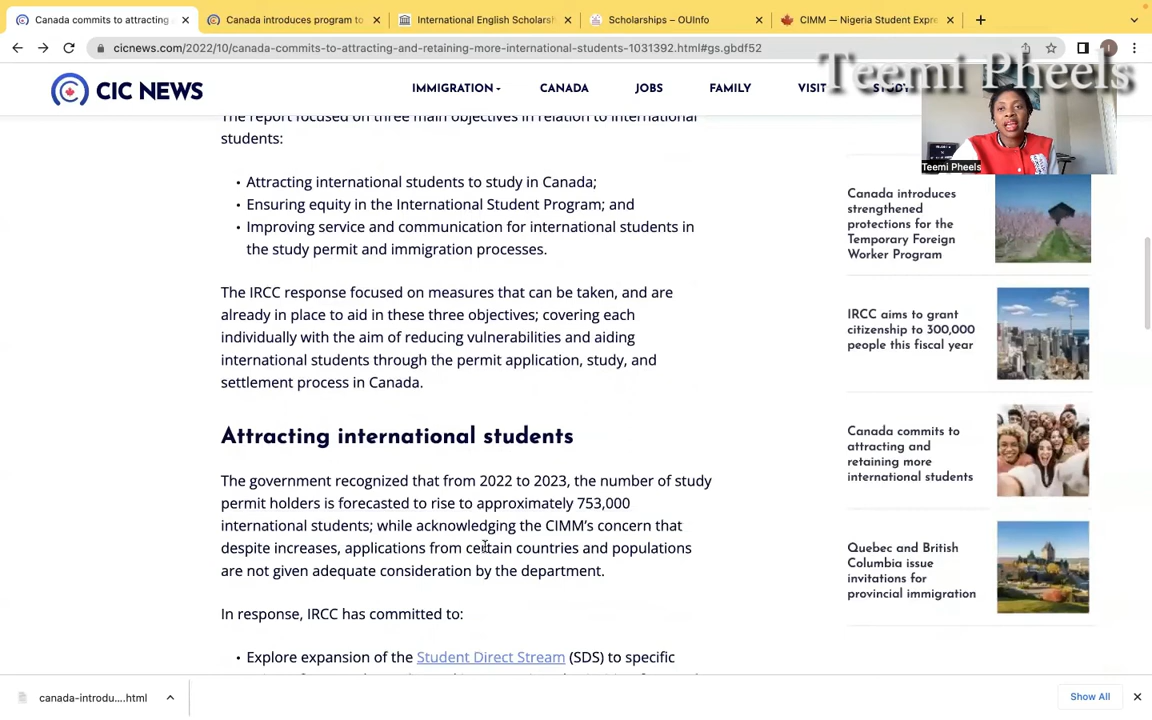 Canada commits to attracting
Canada introduces program to
International English Scholarsh
Scholarships – OUInfo
CIMM – Nigeria Student Expre
cicnews.com/2022/10/canada-commits-to-attracting-and-retaining-more-international-students-1031392.html#gs.gbdf52
Teemi Pheels
CIC NEWS
IMMIGRATION
CANADA
JOBS
FAMILY
VISIT
STUDY
Teemi Pheels
The report focused on three main objectives in relation to international
students:
• Attracting international students to study in Canada;
• Ensuring equity in the International Student Program; and
• Improving service and communication for international students in
the study permit and immigration processes.
The IRCC response focused on measures that can be taken, and are
already in place to aid in these three objectives; covering each
individually with the aim of reducing vulnerabilities and aiding
international students through the permit application, study, and
settlement process in Canada.
Attracting international students
The government recognized that from 2022 to 2023, the number of study
permit holders is forecasted to rise to approximately 753,000
international students; while acknowledging the CIMM's concern that
despite increases, applications from certain countries and populations
are not given adequate consideration by the department.
In response, IRCC has committed to:
• Explore expansion of the Student Direct Stream (SDS) to specific
Canada introduces
strengthened
protections for the
Temporary Foreign
Worker Program
IRCC aims to grant
citizenship to 300,000
people this fiscal year
Canada commits to
attracting and
retaining more
international students
Quebec and British
Columbia issue
invitations for
provincial immigration
canada-introdu....html
Show All